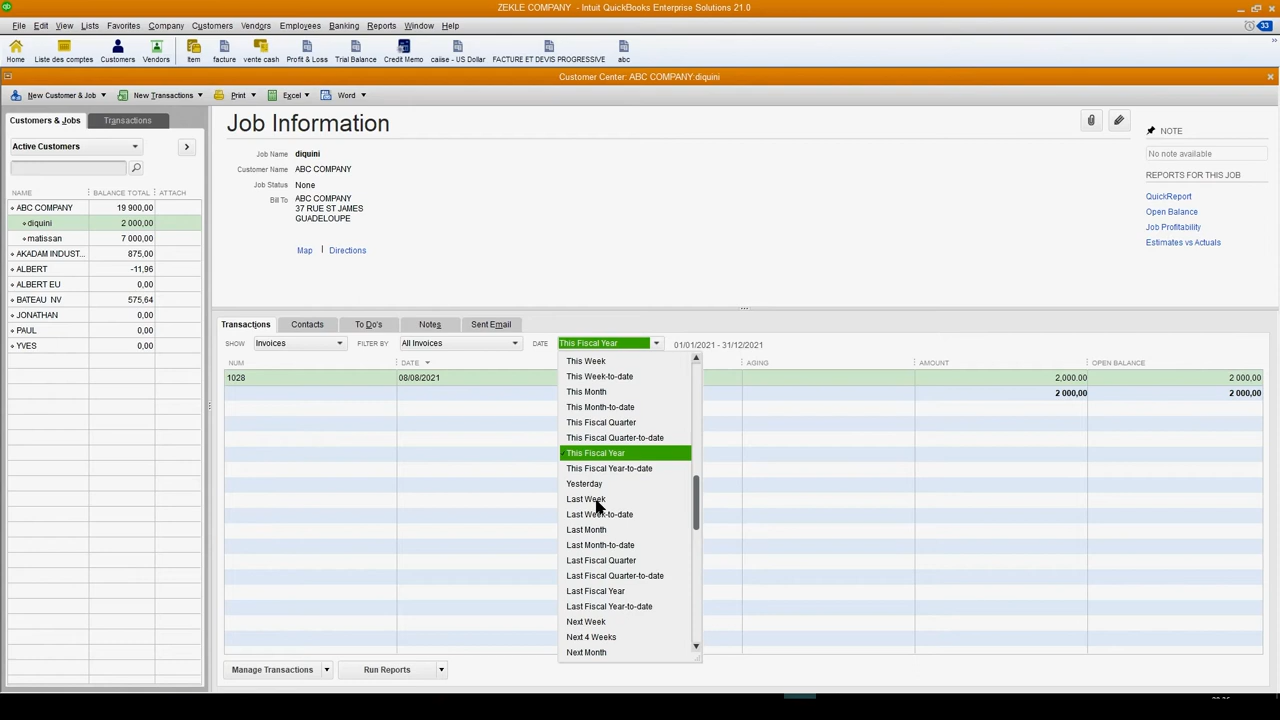 ZEKLE COMPANY - Intuit QuickBooks Enterprise Solutions 21.0
File Edit View Lists Favorites Company Customers Vendors Employees Banking Reports Window Help
33
Home Liste des comptes Customers Vendors Item facture vente cash Profit & Loss Trial Balance Credit Memo caiise - US Dollar FACTURE ET DEVIS PROGRESSIVE abc
Customer Center: ABC COMPANY:diquini
New Customer & Job New Transactions Print Excel Word
Customers & Jobs Transactions
Active Customers
NAME BALANCE TOTAL ATTACH
ABC COMPANY 19 900,00
diquini 2 000,00
matissan 7 000,00
AKADAM INDUST... 875,00
ALBERT -11,96
ALBERT EU 0,00
BATEAU NV 575,64
JONATHAN 0,00
PAUL 0,00
YVES 0,00
Job Information
Job Name diquini
Customer Name ABC COMPANY
Job Status None
Bill To ABC COMPANY
37 RUE ST JAMES
GUADELOUPE
Map | Directions
NOTE
No note available
REPORTS FOR THIS JOB
QuickReport
Open Balance
Job Profitability
Estimates vs Actuals
Transactions Contacts To Do's Notes Sent Email
SHOW Invoices FILTER BY All Invoices DATE This Fiscal Year 01/01/2021 - 31/12/2021
NUM DATE AGING AMOUNT OPEN BALANCE
1028 08/08/2021 2,000.00 2 000,00
2 000,00 2 000,00
This Week
This Week-to-date
This Month
This Month-to-date
This Fiscal Quarter
This Fiscal Quarter-to-date
This Fiscal Year
This Fiscal Year-to-date
Yesterday
Last Week
Last Week-to-date
Last Month
Last Month-to-date
Last Fiscal Quarter
Last Fiscal Quarter-to-date
Last Fiscal Year
Last Fiscal Year-to-date
Next Week
Next 4 Weeks
Next Month
Manage Transactions Run Reports